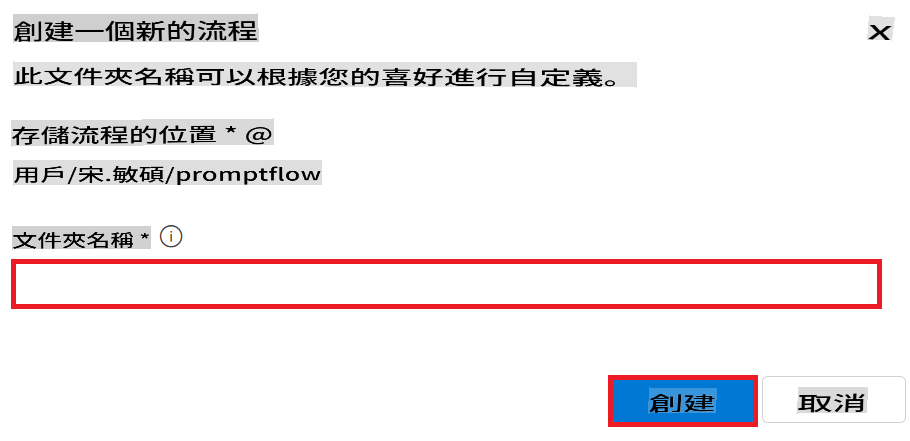 創建一個新的流程
x
此文件夾名稱可以根據您的喜好進行自定義。
存儲流程的位置 * @
用戶/宋.敏碩/promptflow
文件夾名稱 * i
創建 取消